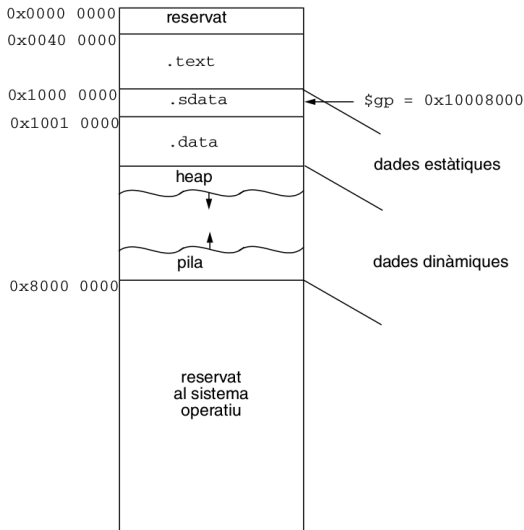 0x0000 0000
reservat
0x0040 0000
.text
0x1000 0000
.sdata
$gp = 0x10008000
0x1001 0000
.data
dades estàtiques
heap
pila
dades dinàmiques
0x8000 0000
reservat
al sistema
operatiu